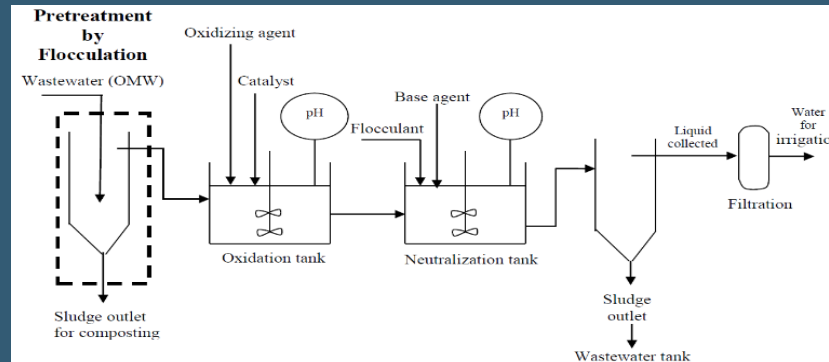 Pretreatment
by
Flocculation
Wastewater (OMW)
Oxidizing agent
Catalyst
pH
Base agent
Flocculant
pH
Liquid
collected
Water
for
irrigatio
Filtration
Oxidation tank
Neutralization tank
Sludge outlet
for composting
Sludge
outlet
Wastewater tank